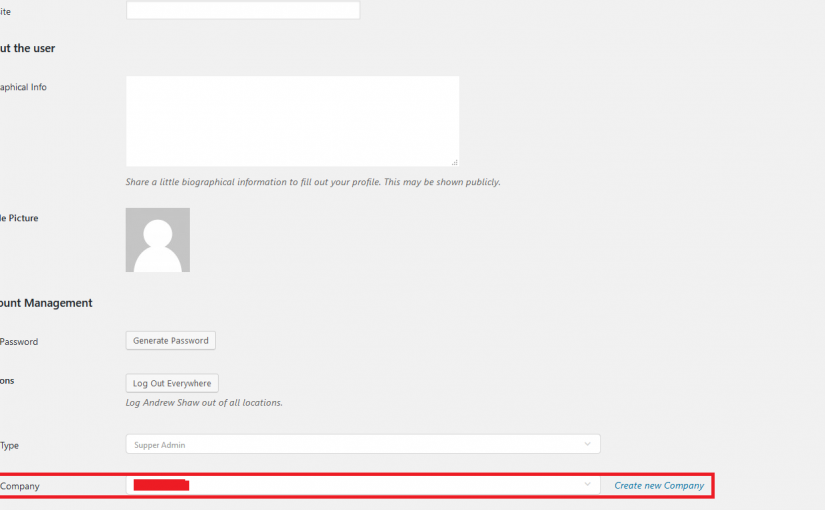 ite
ut the user
aphical Info
Share a little biographical information to fill out your profile. This may be shown publicly.
le Picture
ount Management
Password
Generate Password
ons
Log Out Everywhere
Log Andrew Shaw out of all locations.
Type
Supper Admin
Company
Create new Company